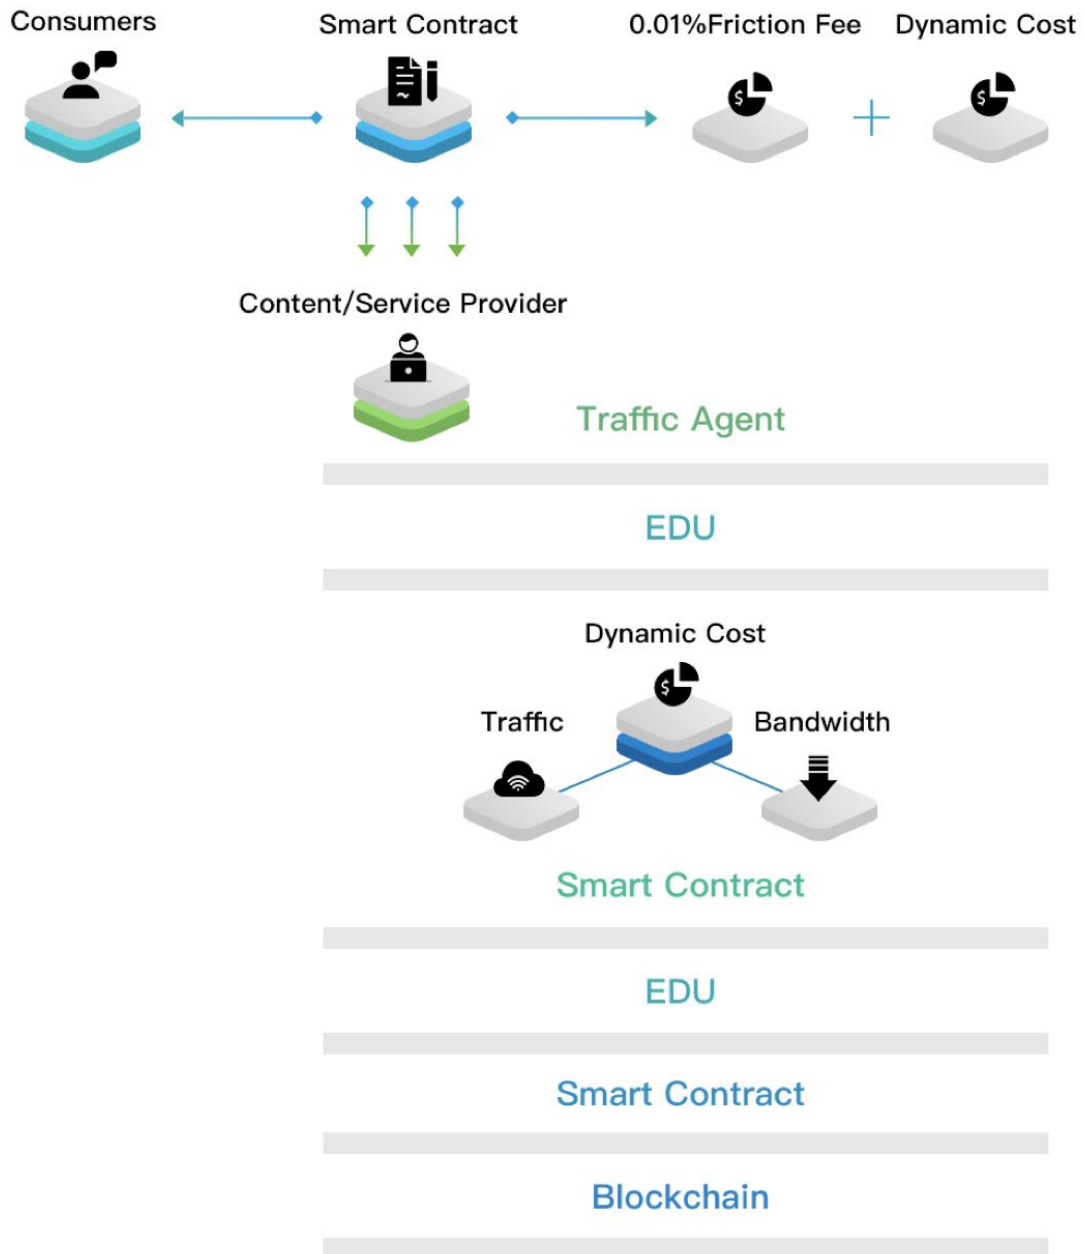 Consumers
Smart Contract
0.01%Friction Fee
Dynamic Cost
Content/Service Provider
Traffic Agent
EDU
Dynamic Cost
Traffic
Bandwidth
Smart Contract
EDU
Smart Contract
Blockchain